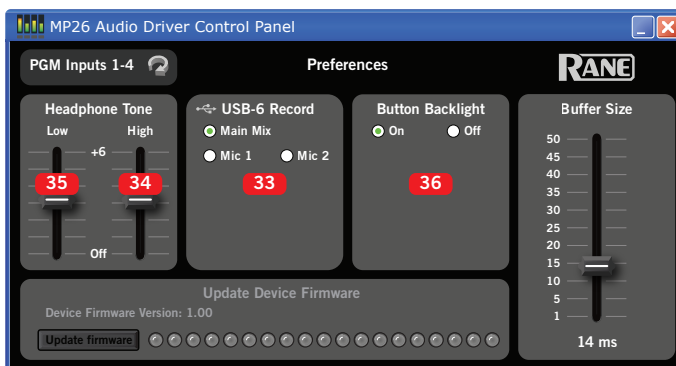 MP26 Audio Driver Control Panel
PGM Inputs 1-4
Preferences
RANE
Headphone Tone
Low High
+6
35 34
Off
USB-6 Record
Main Mix
Mic 1 Mic 2
33
Button Backlight
On Off
36
Buffer Size
50
45
40
35
30
25
20
15
10
5
1
14 ms
Update Device Firmware
Device Firmware Version: 1.00
Update firmware